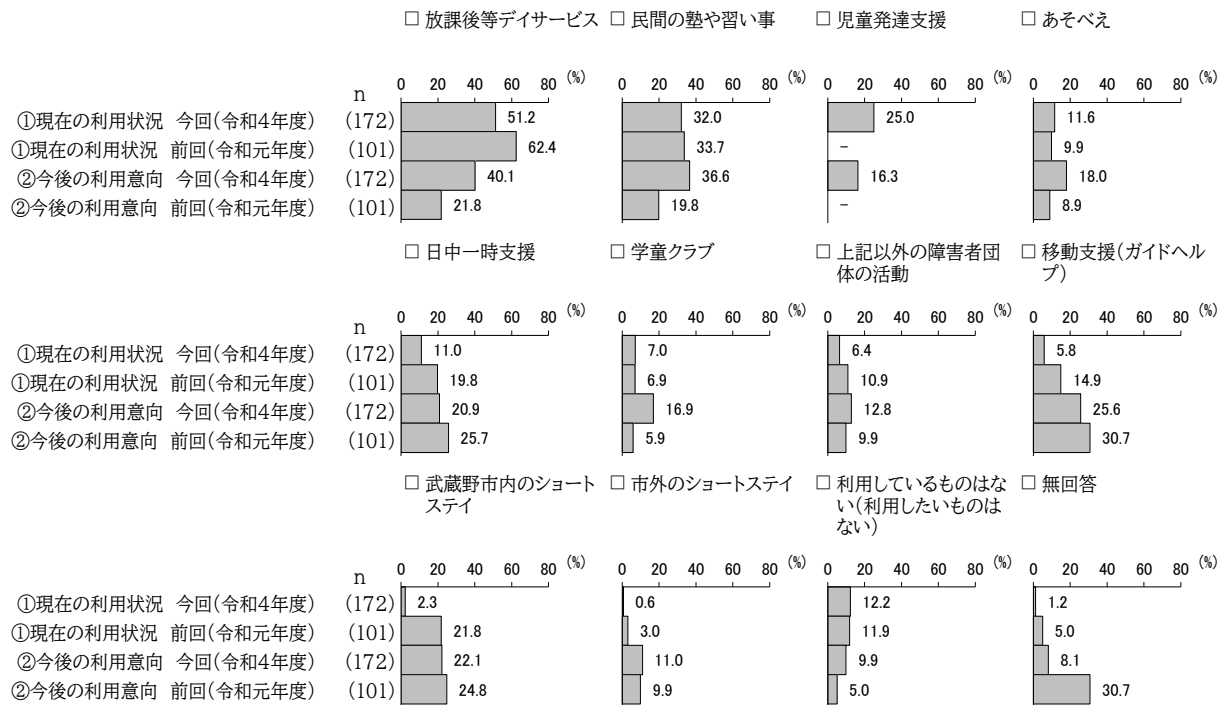 □ 放課後等デイサービス □ 民間の塾や習い事 □ 児童発達支援 □ あそべえ
0 20 40 60 80 (%) 0 20 40 60 80 (%) 0 20 40 60 80 (%) 0 20 40 60 80 (%)
n
①現在の利用状況 今回(令和4年度) (172) 51.2 32.0 25.0 11.6
①現在の利用状況 前回(令和元年度) (101) 62.4 33.7 - 9.9
②今後の利用意向 今回(令和4年度) (172) 40.1 36.6 16.3 18.0
②今後の利用意向 前回(令和元年度) (101) 21.8 19.8 - 8.9
□ 日中一時支援 □ 学童クラブ □ 上記以外の障害者団 □ 移動支援(ガイドヘル
体の活動 プ)
0 20 40 60 80 (%) 0 20 40 60 80 (%) 0 20 40 60 80 (%) 0 20 40 60 80 (%)
n
①現在の利用状況 今回(令和4年度) (172) 11.0 7.0 6.4 5.8
①現在の利用状況 前回(令和元年度) (101) 19.8 6.9 10.9 14.9
②今後の利用意向 今回(令和4年度) (172) 20.9 16.9 12.8 25.6
②今後の利用意向 前回(令和元年度) (101) 25.7 5.9 9.9 30.7
□ 武蔵野市内のショート □ 市外のショートステイ □ 利用しているものはな □ 無回答
ステイ い(利用したいものは
ない)
0 20 40 60 80 (%) 0 20 40 60 80 (%) 0 20 40 60 80 (%) 0 20 40 60 80 (%)
n
①現在の利用状況 今回(令和4年度) (172) 2.3 0.6 12.2 1.2
①現在の利用状況 前回(令和元年度) (101) 21.8 3.0 11.9 5.0
②今後の利用意向 今回(令和4年度) (172) 22.1 11.0 9.9 8.1
②今後の利用意向 前回(令和元年度) (101) 24.8 9.9 5.0 30.7